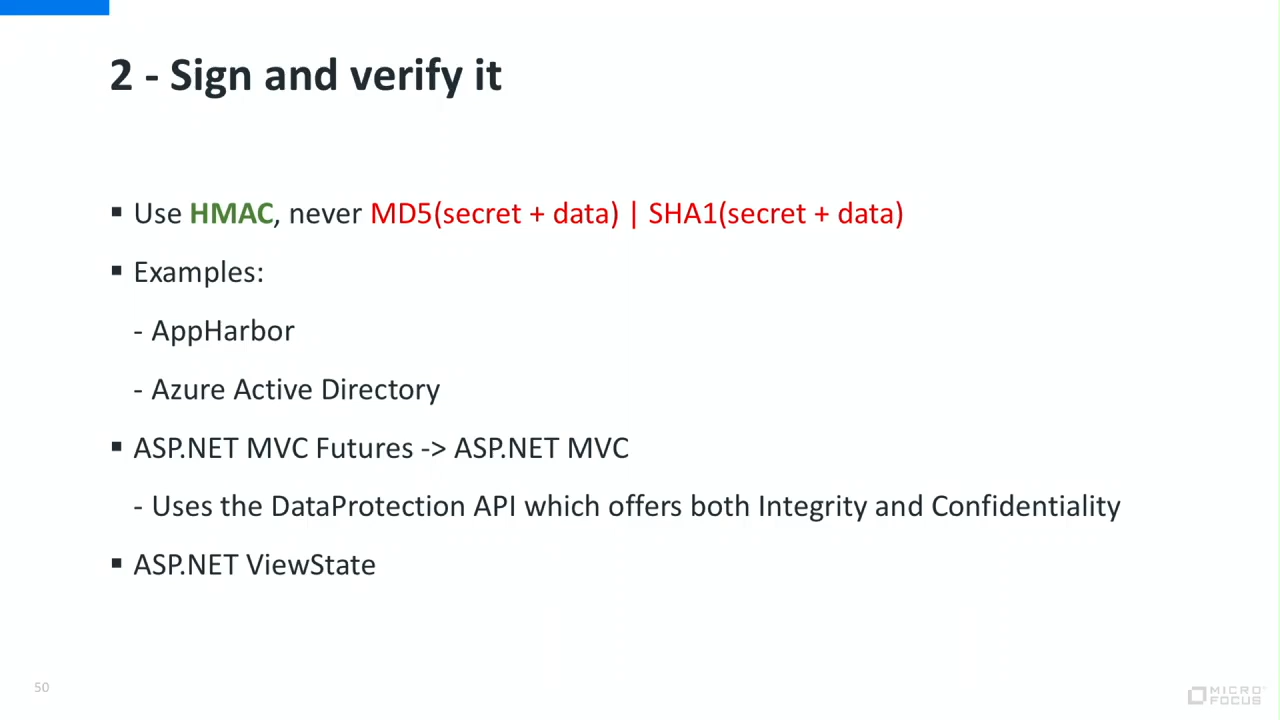 2 - Sign and verify it
▪ Use HMAC, never MD5(secret + data) | SHA1(secret + data)
▪ Examples:
- AppHarbor
- Azure Active Directory
▪ ASP.NET MVC Futures -> ASP.NET MVC
- Uses the DataProtection API which offers both Integrity and Confidentiality
▪ ASP.NET ViewState
50
MICRO
FOCUS